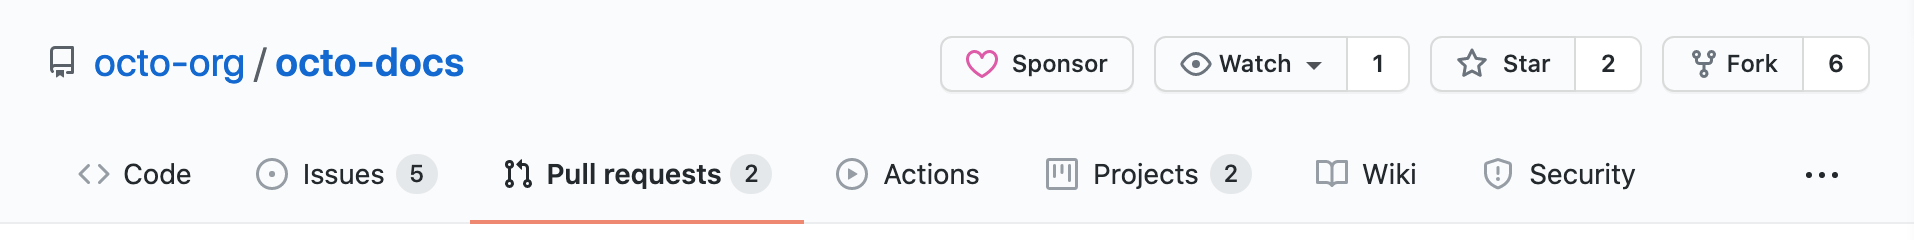 octo-org / octo-docs Sponsor Watch 1 Star 2 Fork 6
Code Issues 5 Pull requests 2 Actions Projects 2 Wiki Security ...